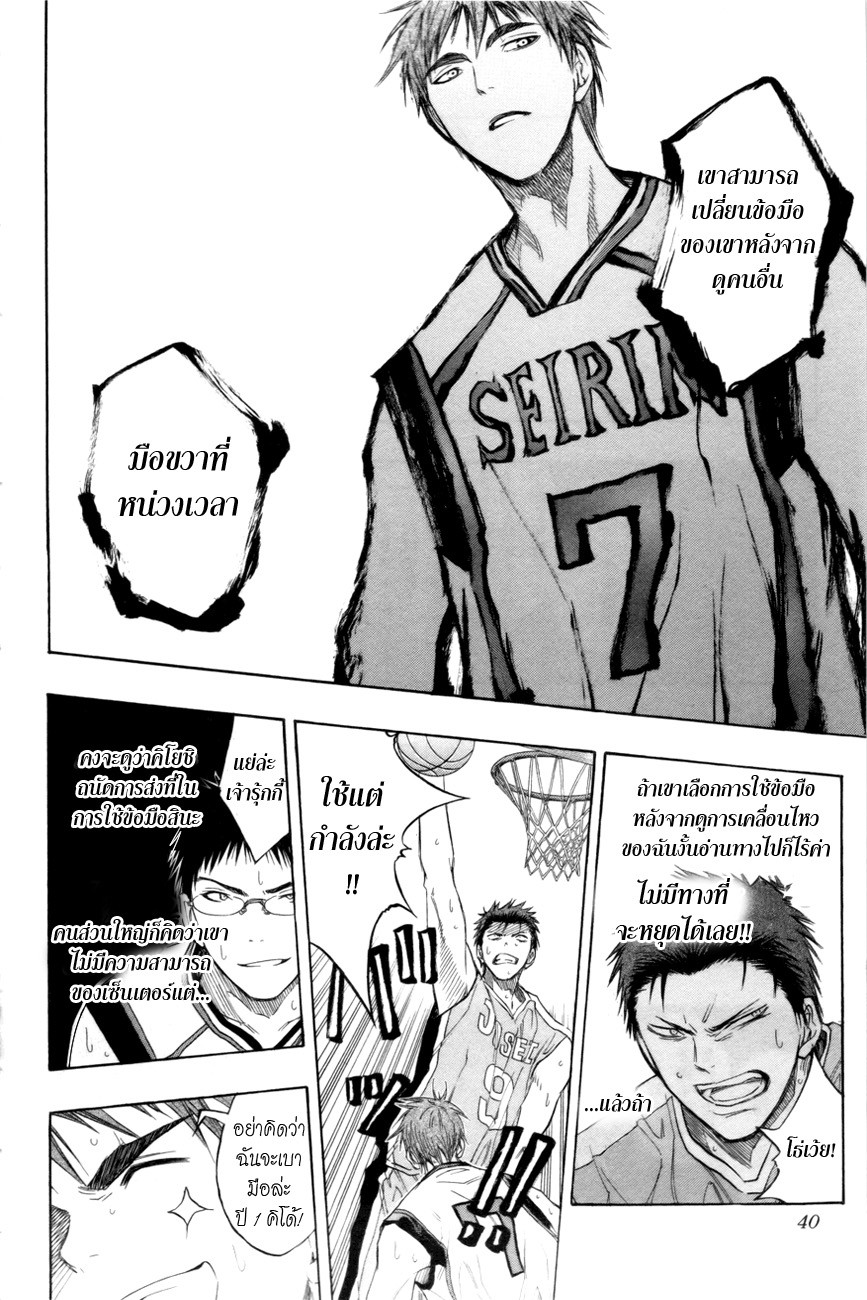 เขาสามารถ
เปลี่ยนข้อมือ
ของเขาหลังจาก
ดูคนอื่น
SEIRIN
7
มือขวาที่
หน่วงเวลา
ถ้าเขาเลือกการใช้ข้อมือ
หลังจากดูการเคลื่อนไหว
ของฉันงั้นอ่านทางไปก็ไร้ค่า
ไม่มีทางที่
จะหยุดได้เลย!!
...แล้วถ้า
โธ่เว้ย!
ใช้แต่
กำลังล่ะ
!!
SEI
9
แย่ล่ะ
เจ้ารุ้กกี้
คงจะดูว่าคิโยชิ
ถนัดการส่งที่ใน
การใช้ข้อมือสินะ
คนส่วนใหญ่ก็คิดว่าเขา
ไม่มีความสามารถ
ของเซ็นเตอร์แต่...
อย่าคิดว่า
ฉันจะเบา
มือล่ะ
ปี 1 คิโด้!
40